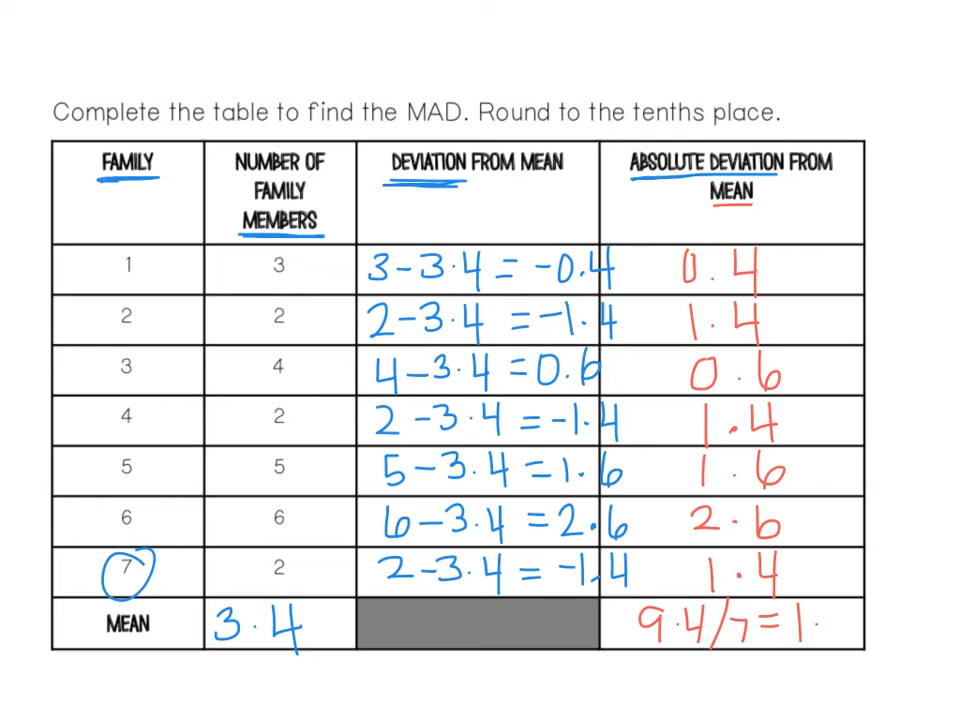 Complete the table to find the MAD. Round to the tenths place.
FAMILY NUMBER OF FAMILY MEMBERS DEVIATION FROM MEAN ABSOLUTE DEVIATION FROM MEAN
1 3 3-3.4 = -0.4 0.4
2 2 2-3.4 = -1.4 1.4
3 4 4-3.4 = 0.6 0.6
4 2 2-3.4 = -1.4 1.4
5 5 5-3.4 = 1.6 1.6
6 6 6-3.4 = 2.6 2.6
7 2 2-3.4 = -1.4 1.4
MEAN 3.4 9.4/7 = 1.